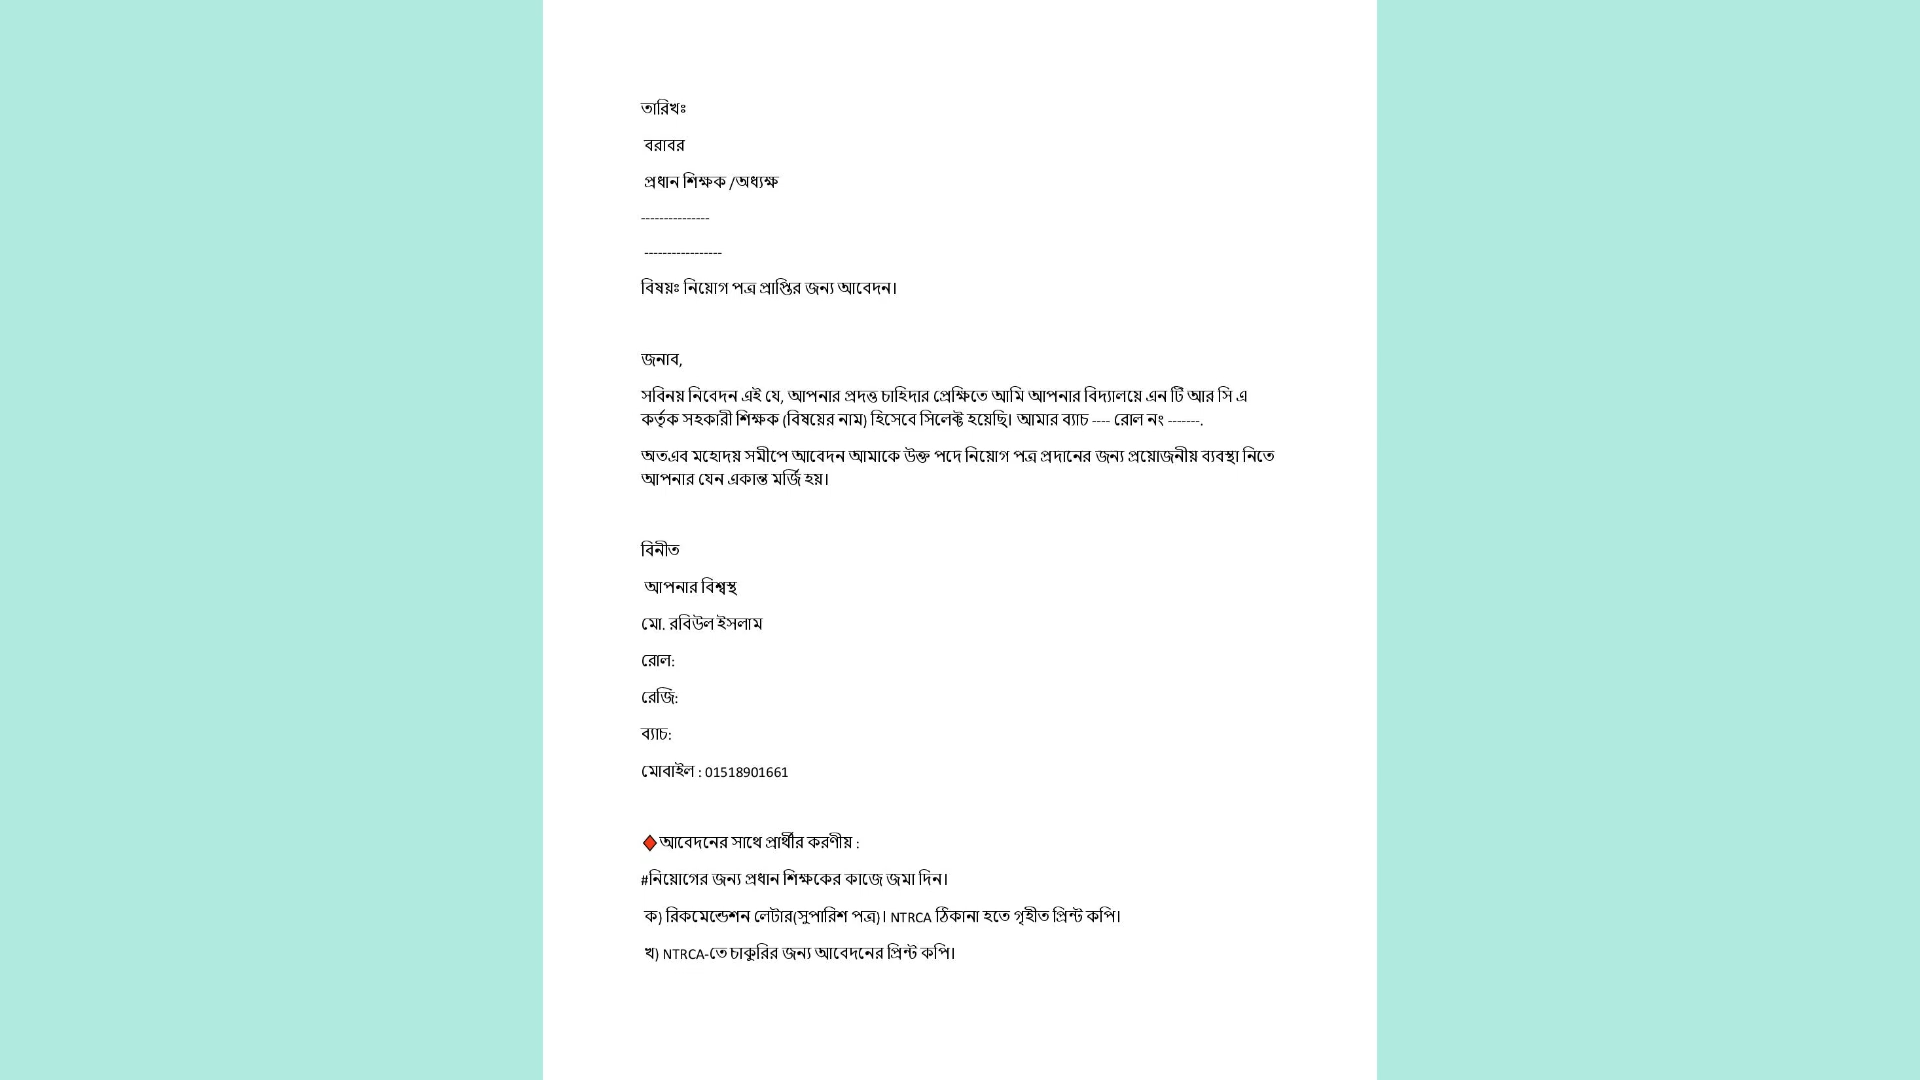 তারিখঃ
বরাবর
প্রধান শিক্ষক /অধ্যক্ষ
---------------
-----------------
বিষয়ঃ নিয়োগ পত্র প্রাপ্তির জন্য আবেদন।
জনাব,
সবিনয় নিবেদন এই যে, আপনার প্রদত্ত চাহিদার প্রেক্ষিতে আমি আপনার বিদ্যালয়ে এন টি আর সি এ
কর্তৃক সহকারী শিক্ষক (বিষয়ের নাম) হিসেবে সিলেক্ট হয়েছি। আমার ব্যাচ ---- রোল নং -------.
অতএব মহোদয় সমীপে আবেদন আমাকে উক্ত পদে নিয়োগ পত্র প্রদানের জন্য প্রয়োজনীয় ব্যবস্থা নিতে
আপনার যেন একান্ত মর্জি হয়।
বিনীত
আপনার বিশ্বস্থ
মো. রবিউল ইসলাম
রোল:
রেজি:
ব্যাচ:
মোবাইল : 01518901661
♦আবেদনের সাথে প্রার্থীর করণীয় :
#নিয়োগের জন্য প্রধান শিক্ষকের কাজে জমা দিন।
ক) রিকমেন্ডেশন লেটার(সুপারিশ পত্র)। NTRCA ঠিকানা হতে গৃহীত প্রিন্ট কপি।
খ) NTRCA-তে চাকুরির জন্য আবেদনের প্রিন্ট কপি।